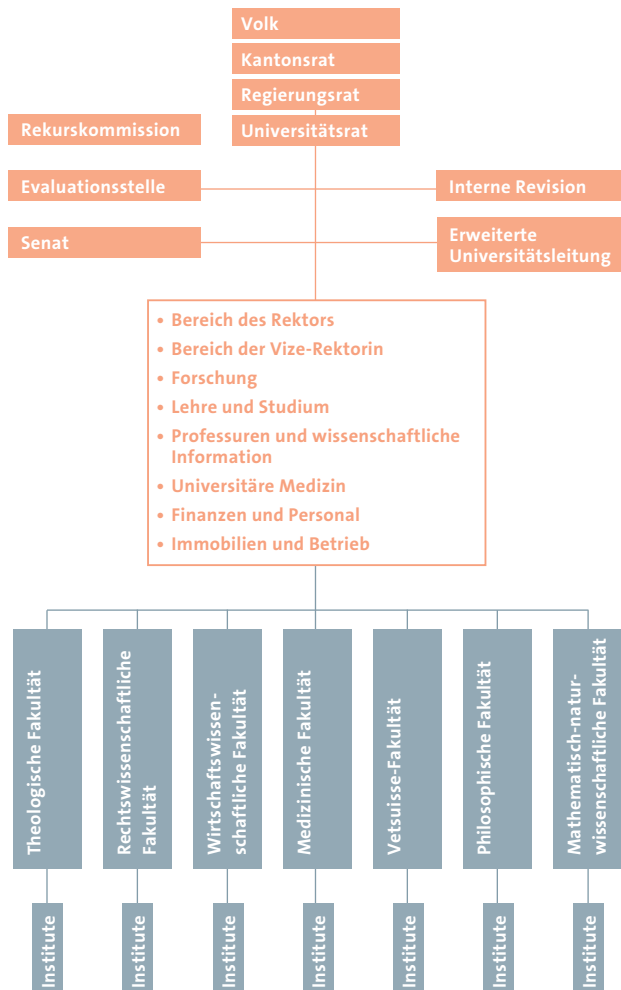 Volk
Kantonsrat
Regierungsrat
Rekurskommission
Universitätsrat
Evaluationsstelle
Interne Revision
Senat
Erweiterte
Universitätsleitung
• Bereich des Rektors
• Bereich der Vize-Rektorin
• Forschung
• Lehre und Studium
• Professuren und wissenschaftliche
Information
• Universitäre Medizin
• Finanzen und Personal
• Immobilien und Betrieb
Theologische Fakultät
Rechtswissenschaftliche
Fakultät
Wirtschaftswissen-
schaftliche Fakultät
Medizinische Fakultät
Vetsuisse-Fakultät
Philosophische Fakultät
Mathematisch-natur-
wissenschaftliche Fakultät
Institute
Institute
Institute
Institute
Institute
Institute
Institute